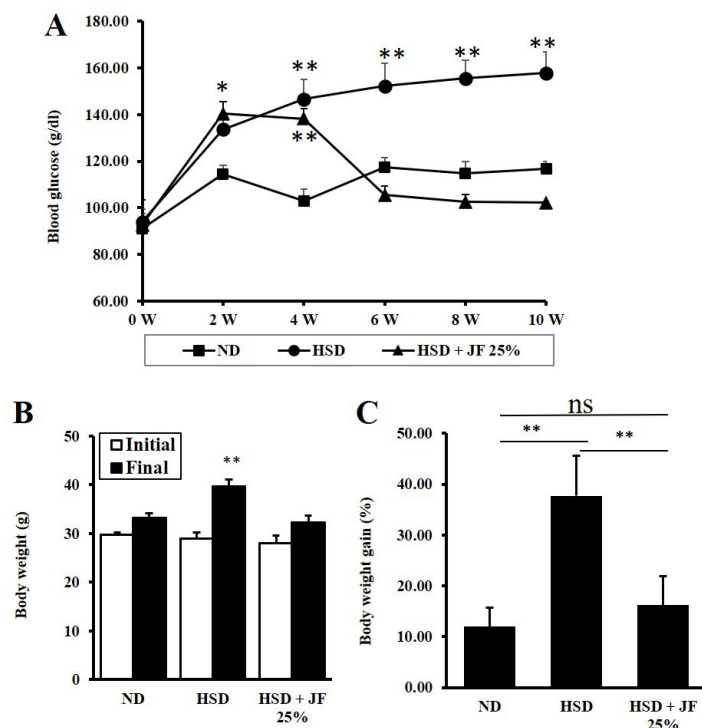 A
Blood glucose (g/dl)
180.00
160.00
140.00
120.00
100.00
80.00
60.00
*
**
**
**
**
**
0 W 2 W 4 W 6 W 8 W 10 W
ND HSD HSD + JF 25%
B
Body weight (g)
50
40
30
20
10
0
Initial
Final
**
ND HSD HSD + JF
25%
C
Body weight gain (%)
50.00
40.00
30.00
20.00
10.00
0.00
ns
** **
ND HSD HSD + JF
25%